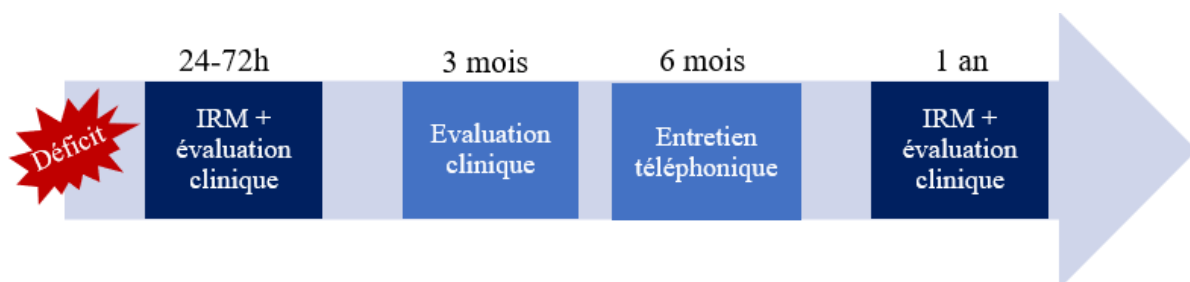 24-72h
3 mois
6 mois
1 an
Déficit
IRM +
évaluation
clinique
Evaluation
clinique
Entretien
téléphonique
IRM +
évaluation
clinique